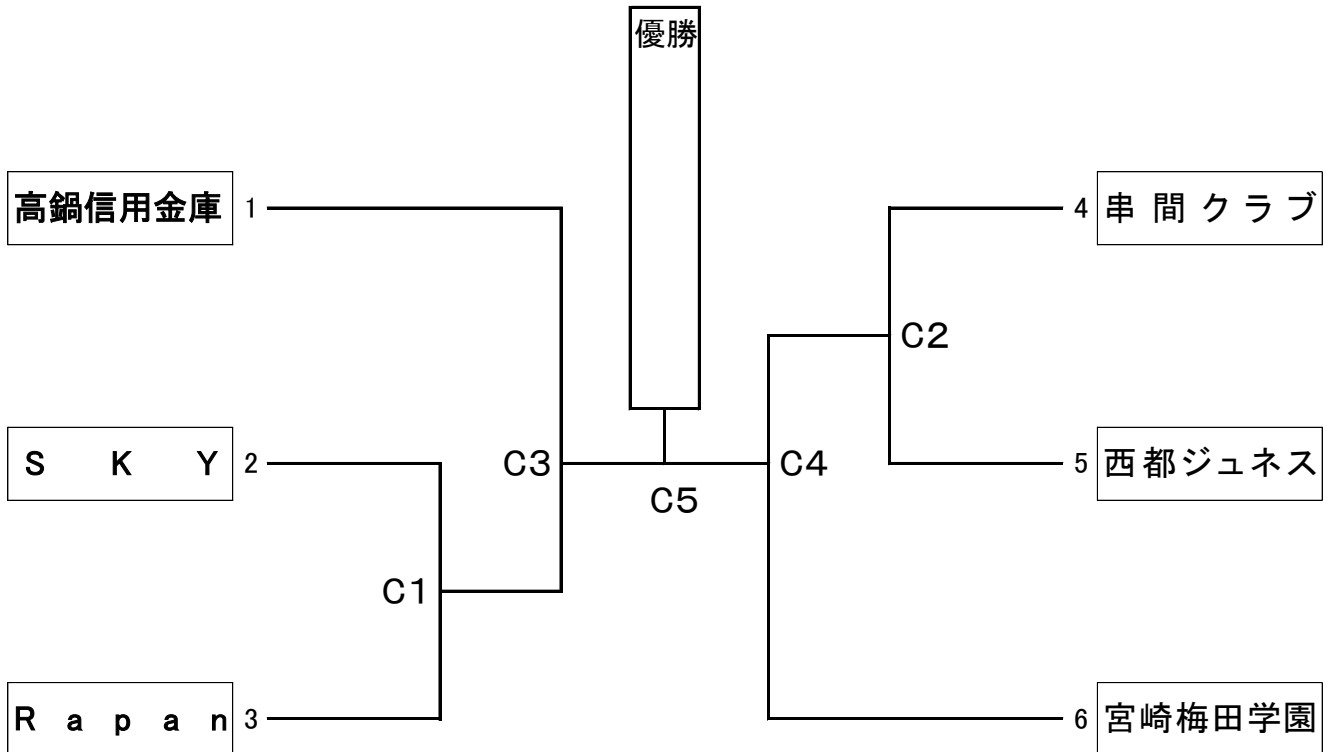 優勝
高鍋信用金庫 1
4 串間クラブ
C2
S K Y 2
C3
C4
5 西都ジュネス
C5
C1
R a p a n 3
6 宮崎梅田学園